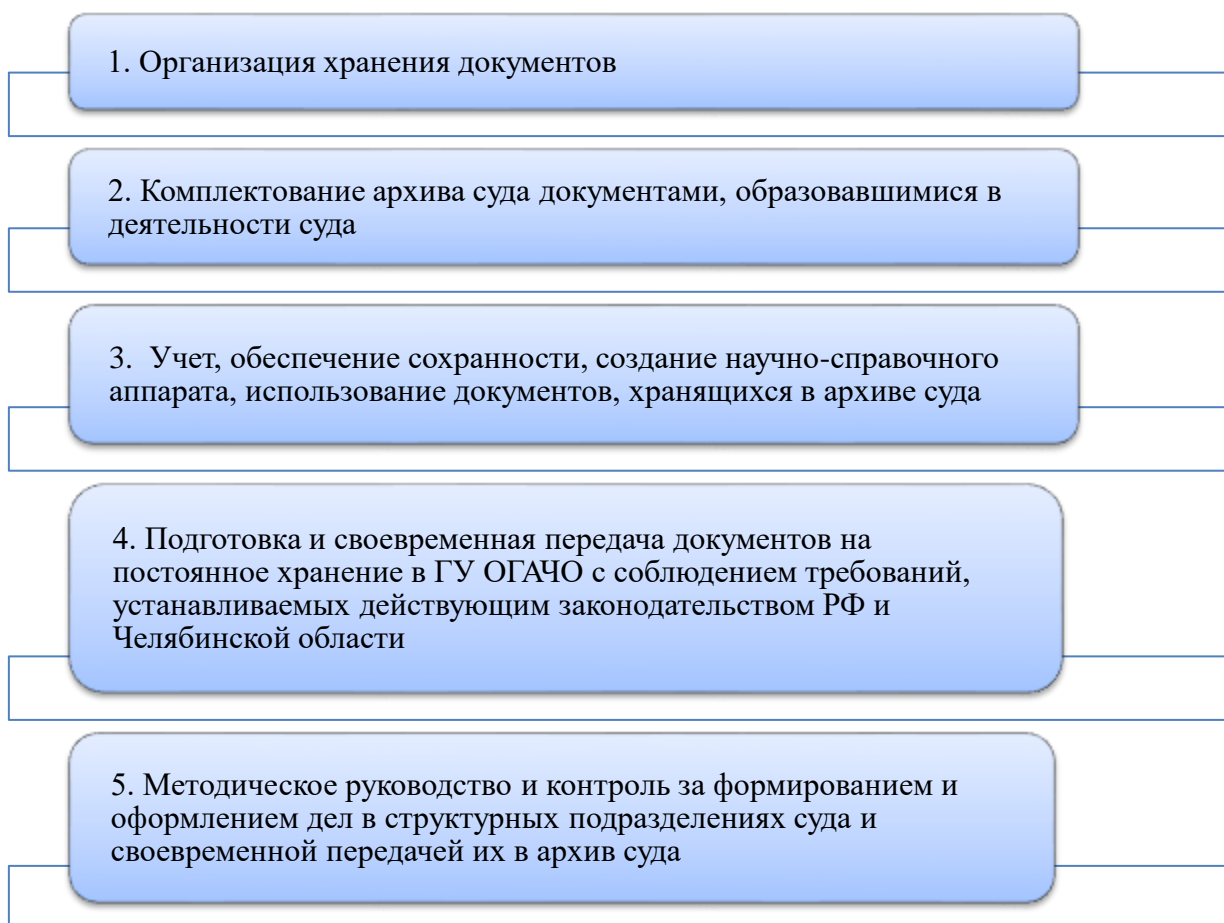 1. Организация хранения документов
2. Комплектование архива суда документами, образовавшимися в
деятельности суда
3. Учет, обеспечение сохранности, создание научно-справочного
аппарата, использование документов, хранящихся в архиве суда
4. Подготовка и своевременная передача документов на
постоянное хранение в ГУ ОГАЧО с соблюдением требований,
устанавливаемых действующим законодательством РФ и
Челябинской области
5. Методическое руководство и контроль за формированием и
оформлением дел в структурных подразделениях суда и
своевременной передачей их в архив суда